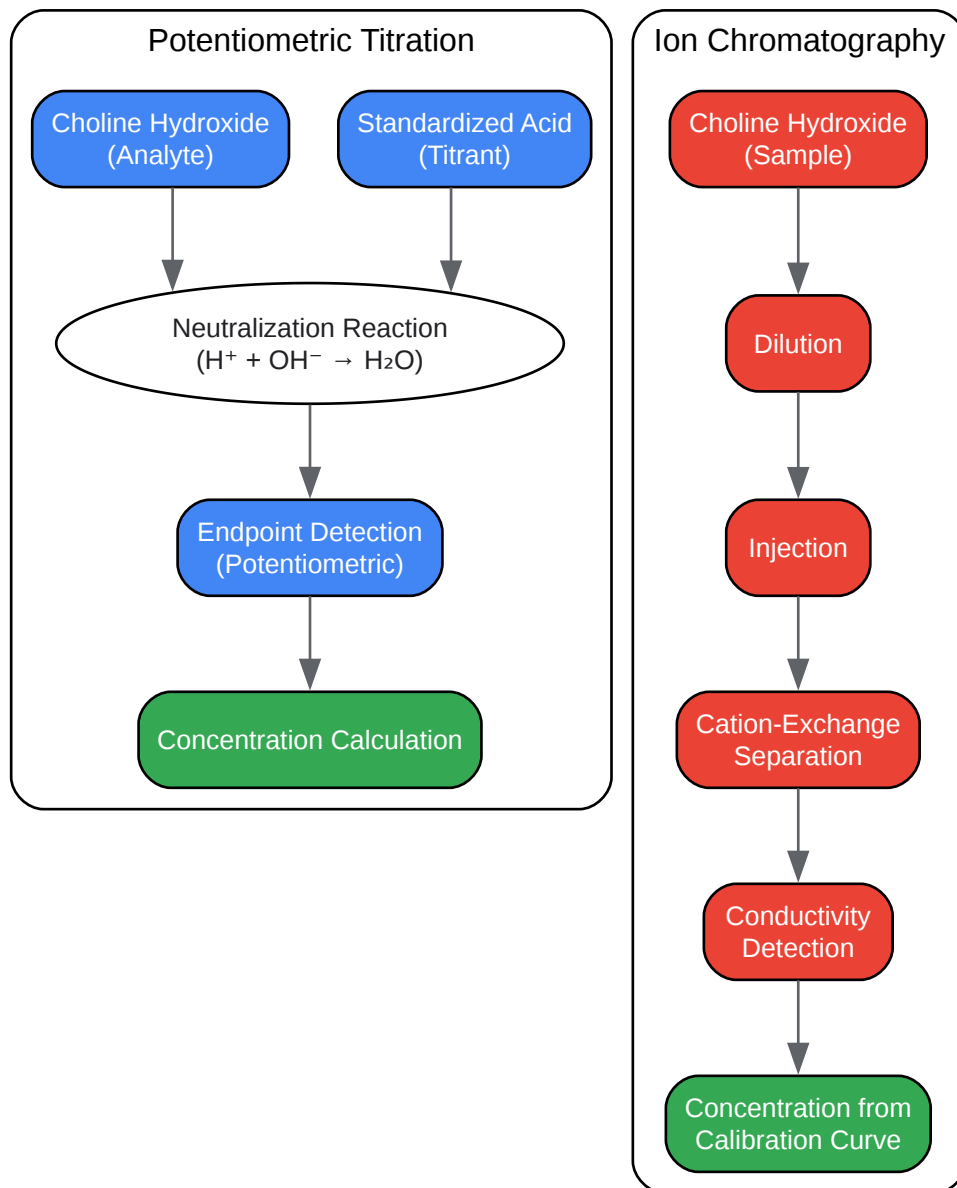 Potentiometric Titration
Choline Hydroxide
(Analyte)
Standardized Acid
(Titrant)
Neutralization Reaction
(H⁺ + OH⁻ → H₂O)
Endpoint Detection
(Potentiometric)
Concentration Calculation
Ion Chromatography
Choline Hydroxide
(Sample)
Dilution
Injection
Cation-Exchange
Separation
Conductivity
Detection
Concentration from
Calibration Curve